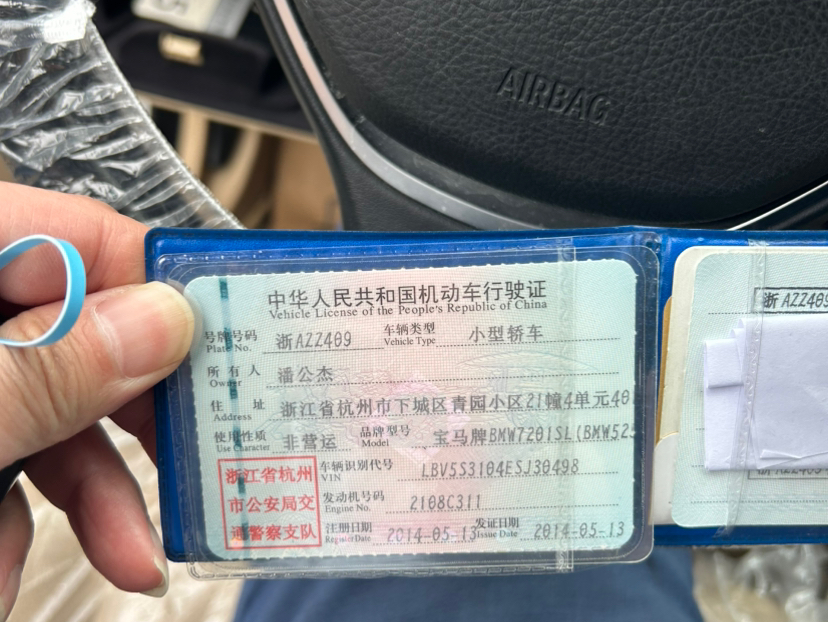 AIRBAG
中华人民共和国机动车行驶证
Vehicle License of the People's Republic of China
号牌号码 浙AZZ409 车辆类型 小型轿车
Plate No. Vehicle Type
所有人 潘公杰
Owner
住址 浙江省杭州市下城区青园小区21幢4单元40
Address
使用性质 非营运 品牌型号 宝马牌BMW7201SL(BMW52
Use Character Model
浙江省杭州
市公安局交
通警察支队
车辆识别代号 LBV5S3104ESJ30498
VIN
发动机号码 2108C311
Engine No.
注册日期 2014-05-13 发证日期 2014-05-13
Register Date Issue Date
浙AZZ409